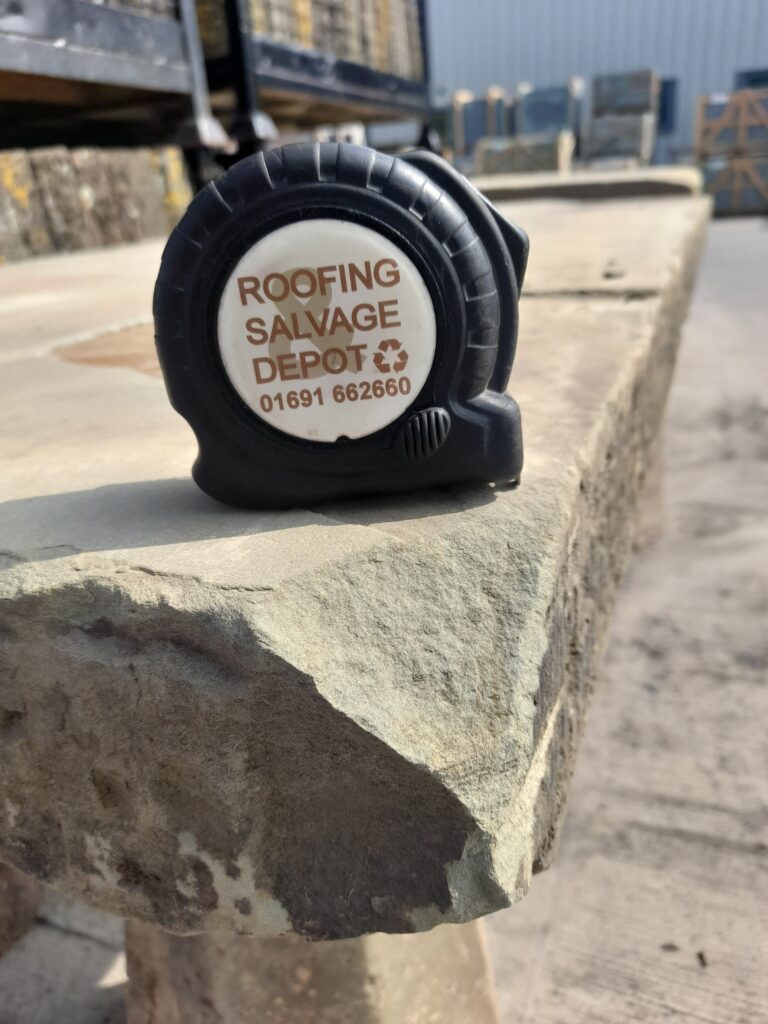 ROOFING
SALVAGE
DEPOT
01691 662660